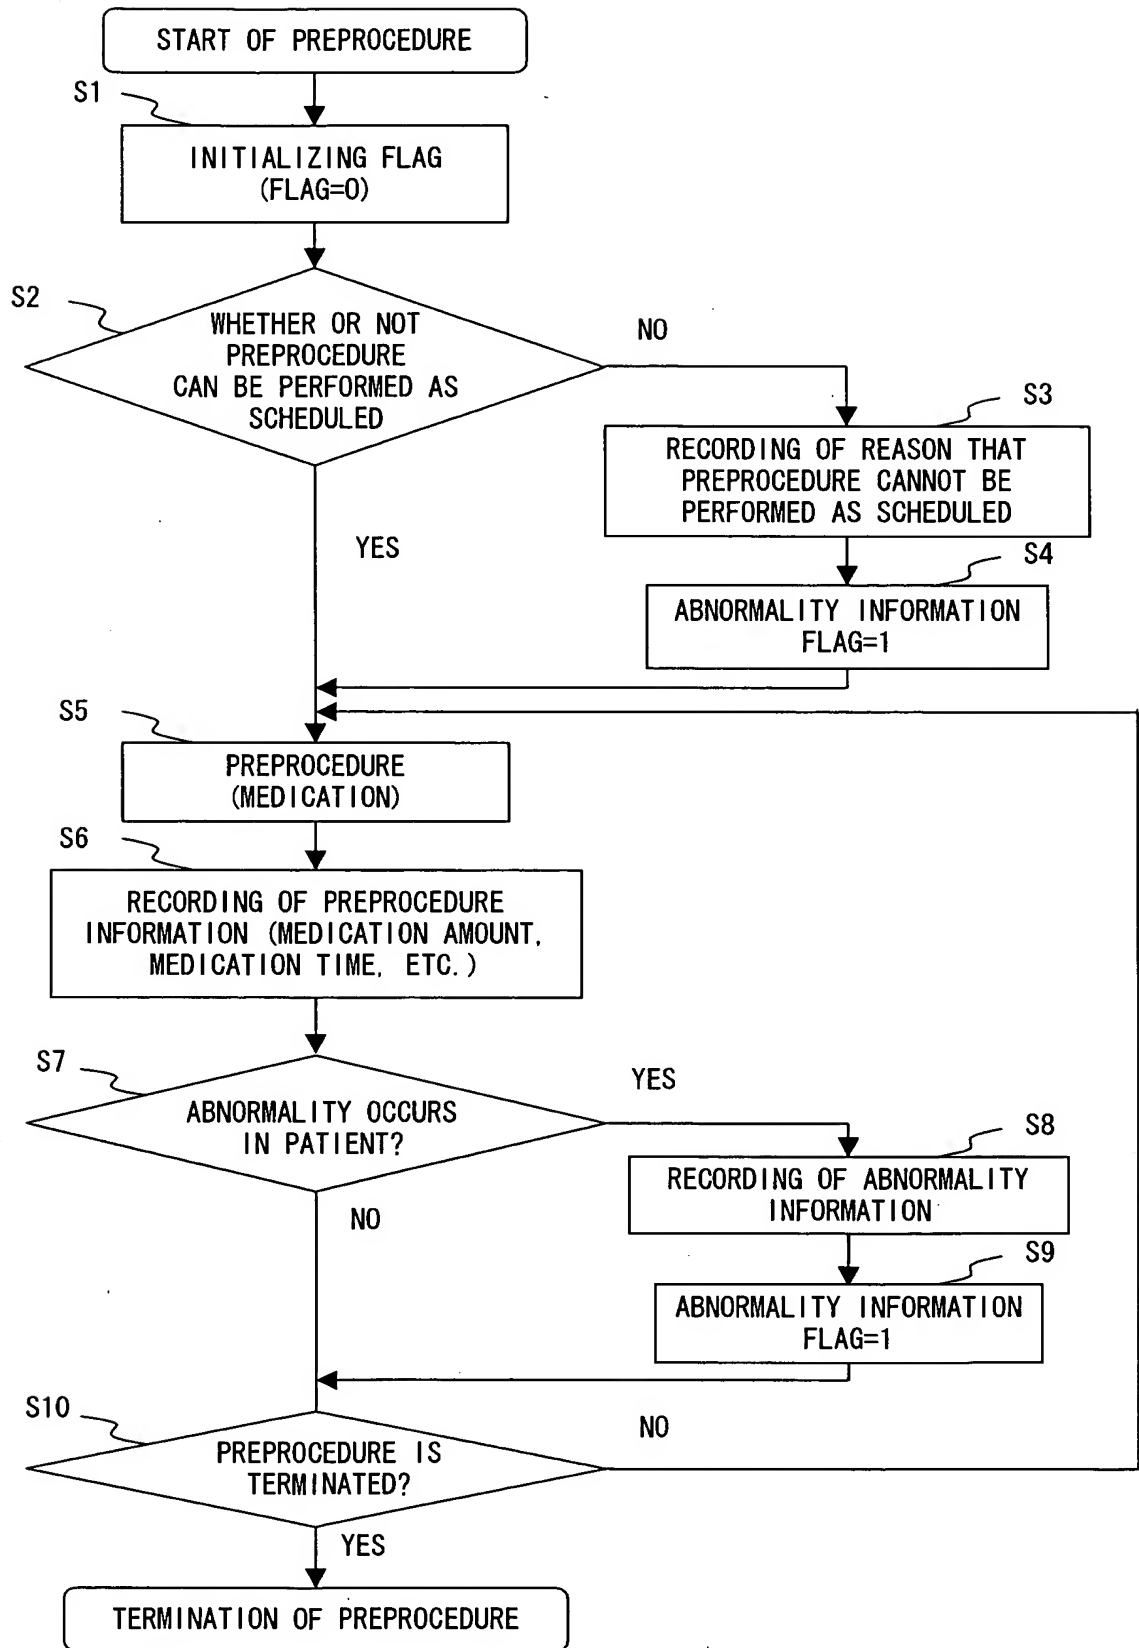 START OF PREPROCEDURE
S1
INITIALIZING FLAG
(FLAG=0)
S2
WHETHER OR NOT
PREPROCEDURE
CAN BE PERFORMED AS
SCHEDULED
NO
S3
RECORDING OF REASON THAT
PREPROCEDURE CANNOT BE
PERFORMED AS SCHEDULED
YES
S4
ABNORMALITY INFORMATION
FLAG=1
S5
PREPROCEDURE
(MEDICATION)
S6
RECORDING OF PREPROCEDURE
INFORMATION (MEDICATION AMOUNT,
MEDICATION TIME, ETC.)
S7
ABNORMALITY OCCURS
IN PATIENT?
YES
S8
RECORDING OF ABNORMALITY
INFORMATION
NO
S9
ABNORMALITY INFORMATION
FLAG=1
S10
PREPROCEDURE IS
TERMINATED?
NO
YES
TERMINATION OF PREPROCEDURE